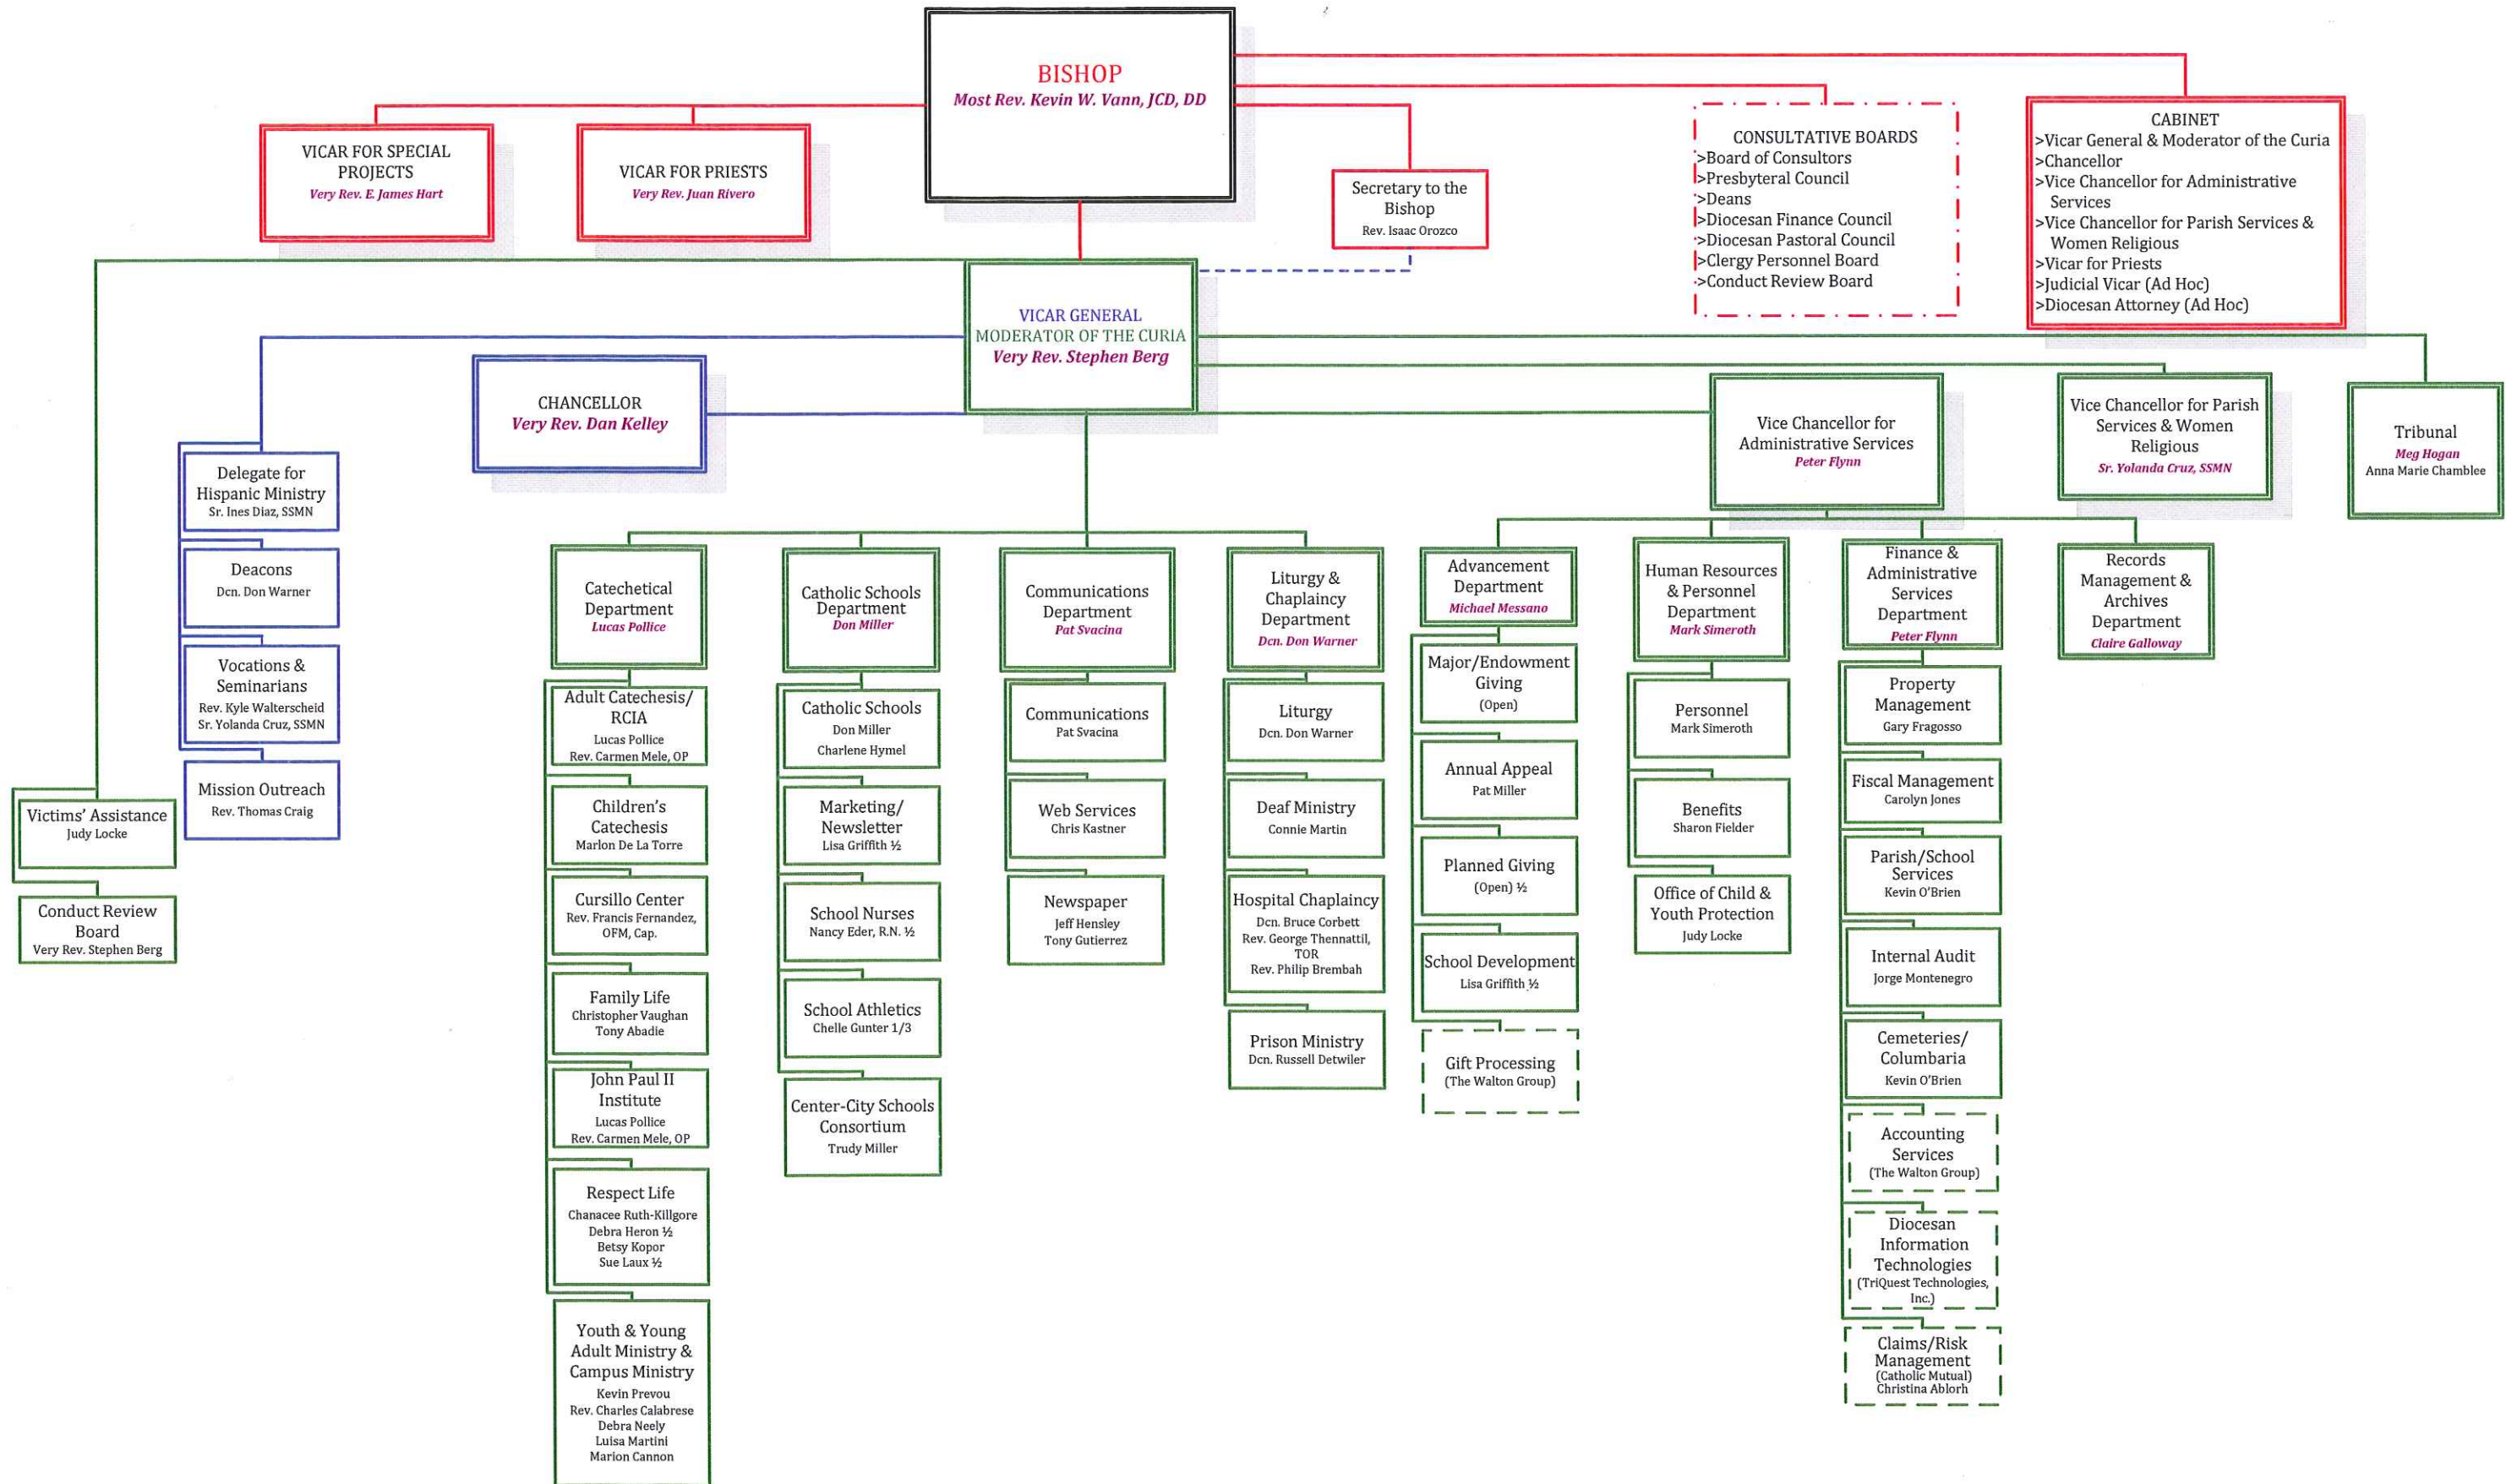 BISHOP
Most Rev. Kevin W. Vann, JCD, DD
VICAR FOR SPECIAL
PROJECTS
Very Rev. E. James Hart
VICAR FOR PRIESTS
Very Rev. Juan Rivero
Secretary to the
Bishop
Rev. Isaac Orozco
CONSULTATIVE BOARDS
>Board of Consultors
>Presbyteral Council
>Deans
>Diocesan Finance Council
>Diocesan Pastoral Council
>Clergy Personnel Board
>Conduct Review Board
CABINET
>Vicar General & Moderator of the Curia
>Chancellor
>Vice Chancellor for Administrative
Services
>Vice Chancellor for Parish Services &
Women Religious
>Vicar for Priests
>Judicial Vicar (Ad Hoc)
>Diocesan Attorney (Ad Hoc)
VICAR GENERAL
MODERATOR OF THE CURIA
Very Rev. Stephen Berg
CHANCELLOR
Very Rev. Dan Kelley
Vice Chancellor for
Administrative Services
Peter Flynn
Vice Chancellor for Parish
Services & Women
Religious
Sr. Yolanda Cruz, SSMN
Tribunal
Meg Hogan
Anna Marie Chamblee
Delegate for
Hispanic Ministry
Sr. Ines Diaz, SSMN
Deacons
Dcn. Don Warner
Vocations &
Seminarians
Rev. Kyle Walterscheid
Sr. Yolanda Cruz, SSMN
Mission Outreach
Rev. Thomas Craig
Victims' Assistance
Judy Locke
Conduct Review
Board
Very Rev. Stephen Berg
Catechetical
Department
Lucas Pollice
Adult Catechesis/
RCIA
Lucas Pollice
Rev. Carmen Mele, OP
Children's
Catechesis
Marlon De La Torre
Cursillo Center
Rev. Francis Fernandez,
OFM, Cap.
Family Life
Christopher Vaughan
Tony Abadie
John Paul II
Institute
Lucas Pollice
Rev. Carmen Mele, OP
Respect Life
Chanacee Ruth-Killgore
Debra Heron ½
Betsy Kopor
Sue Laux ½
Youth & Young
Adult Ministry &
Campus Ministry
Kevin Prevou
Rev. Charles Calabrese
Debra Neely
Luisa Martini
Marion Cannon
Catholic Schools
Department
Don Miller
Catholic Schools
Don Miller
Charlene Hymel
Marketing/
Newsletter
Lisa Griffith ½
School Nurses
Nancy Eder, R.N. ½
School Athletics
Chelle Gunter 1/3
Center-City Schools
Consortium
Trudy Miller
Communications
Department
Pat Svacina
Communications
Pat Svacina
Web Services
Chris Kastner
Newspaper
Jeff Hensley
Tony Gutierrez
Liturgy &
Chaplaincy
Department
Dcn. Don Warner
Liturgy
Dcn. Don Warner
Deaf Ministry
Connie Martin
Hospital Chaplaincy
Dcn. Bruce Corbett
Rev. George Thennattil,
TOR
Rev. Philip Brembah
Prison Ministry
Dcn. Russell Detwiler
Advancement
Department
Michael Messano
Major/Endowment
Giving
(Open)
Annual Appeal
Pat Miller
Planned Giving
(Open) ½
School Development
Lisa Griffith ½
Gift Processing
(The Walton Group)
Human Resources
& Personnel
Department
Mark Simeroth
Personnel
Mark Simeroth
Benefits
Sharon Fielder
Office of Child &
Youth Protection
Judy Locke
Finance &
Administrative
Services
Department
Peter Flynn
Property
Management
Gary Fragosso
Fiscal Management
Carolyn Jones
Parish/School
Services
Kevin O'Brien
Internal Audit
Jorge Montenegro
Cemeteries/
Columbaria
Kevin O'Brien
Accounting
Services
(The Walton Group)
Diocesan
Information
Technologies
(TriQuest Technologies,
Inc.)
Claims/Risk
Management
(Catholic Mutual)
Christina Ablorh
Records
Management &
Archives
Department
Claire Galloway